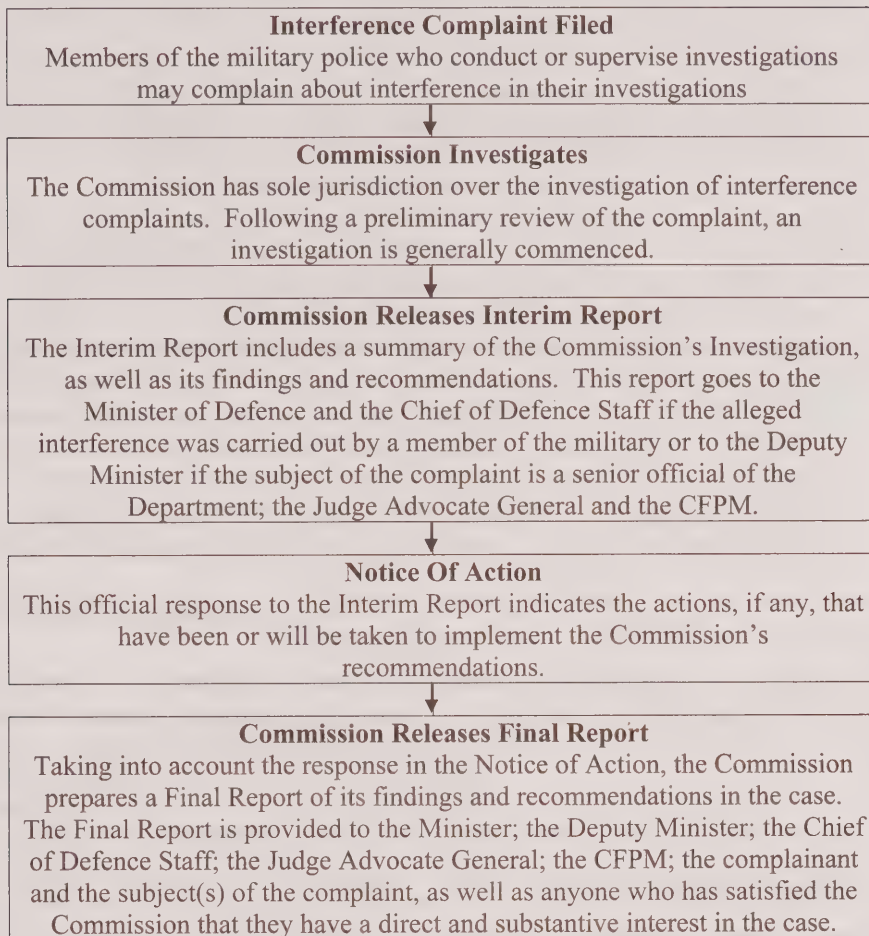 Interference Complaint Filed
Members of the military police who conduct or supervise investigations
may complain about interference in their investigations
Commission Investigates
The Commission has sole jurisdiction over the investigation of interference
complaints. Following a preliminary review of the complaint, an
investigation is generally commenced.
Commission Releases Interim Report
The Interim Report includes a summary of the Commission's Investigation,
as well as its findings and recommendations. This report goes to the
Minister of Defence and the Chief of Defence Staff if the alleged
interference was carried out by a member of the military or to the Deputy
Minister if the subject of the complaint is a senior official of the
Department; the Judge Advocate General and the CFPM.
Notice Of Action
This official response to the Interim Report indicates the actions, if any, that
have been or will be taken to implement the Commission's
recommendations.
Commission Releases Final Report
Taking into account the response in the Notice of Action, the Commission
prepares a Final Report of its findings and recommendations in the case.
The Final Report is provided to the Minister; the Deputy Minister; the Chief
of Defence Staff; the Judge Advocate General; the CFPM; the complainant
and the subject(s) of the complaint, as well as anyone who has satisfied the
Commission that they have a direct and substantive interest in the case.